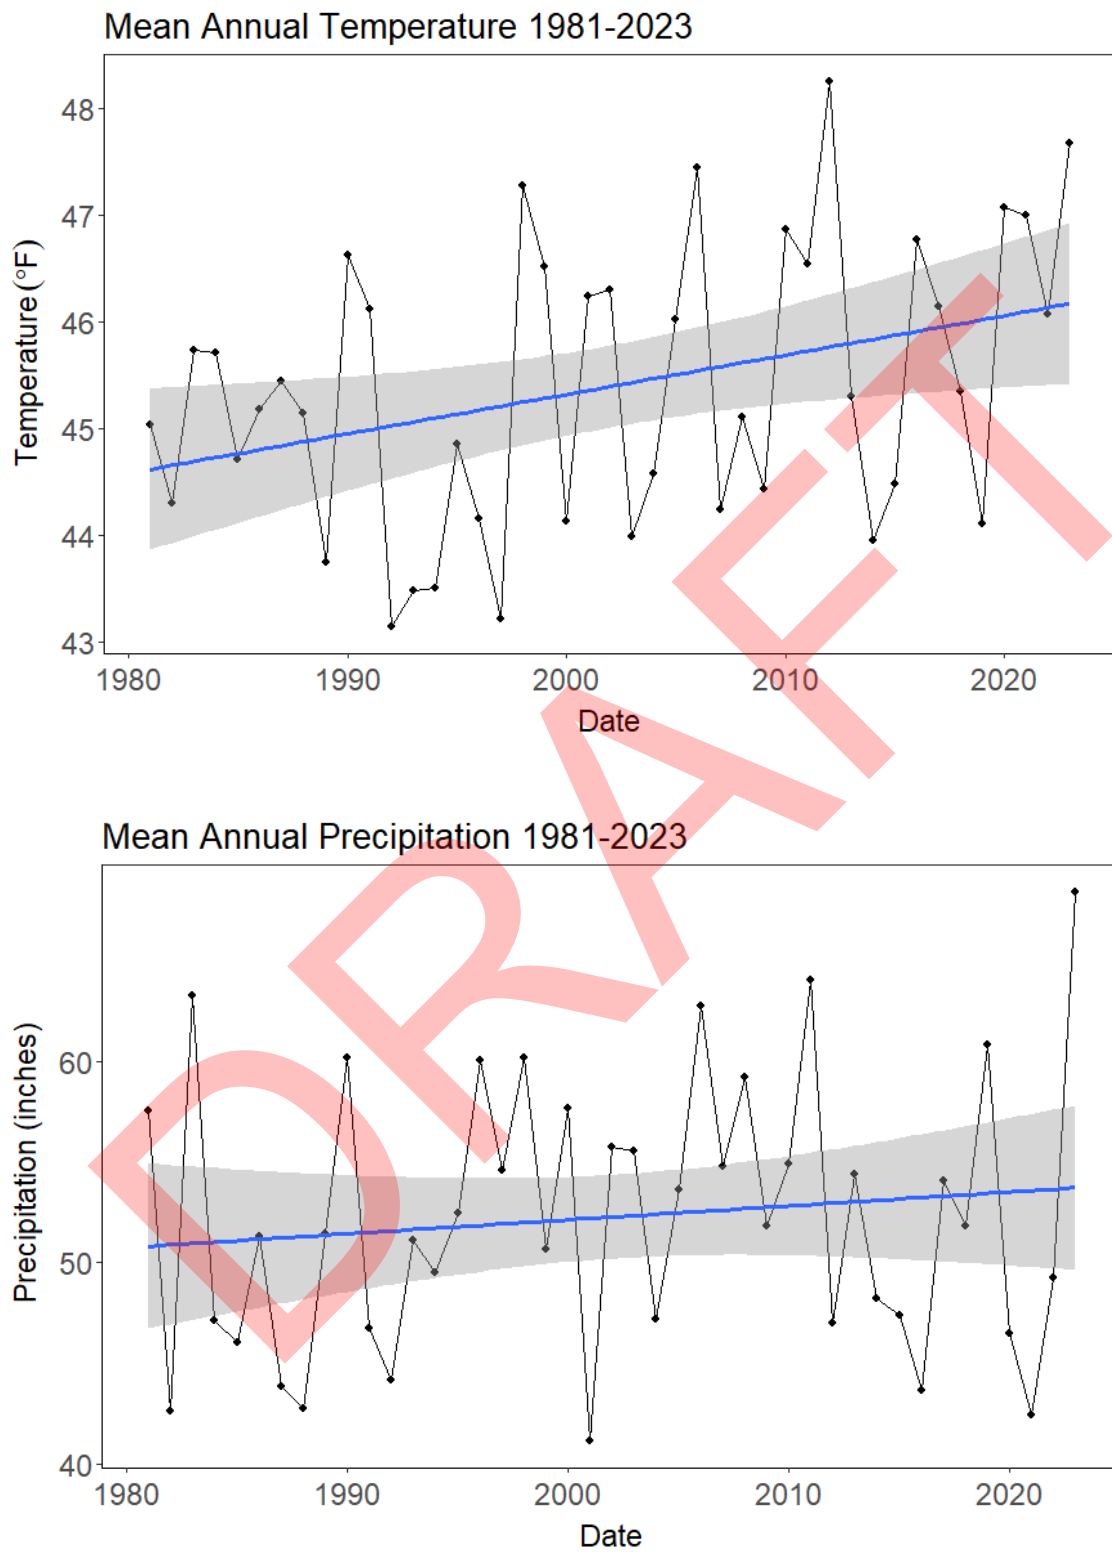 Mean Annual Temperature 1981-2023
48
47
46
45
44
43
Temperature (°F)
1980 1990 2000 2010 2020
Date
DRAFT
Mean Annual Precipitation 1981-2023
60
50
40
Precipitation (inches)
1980 1990 2000 2010 2020
Date